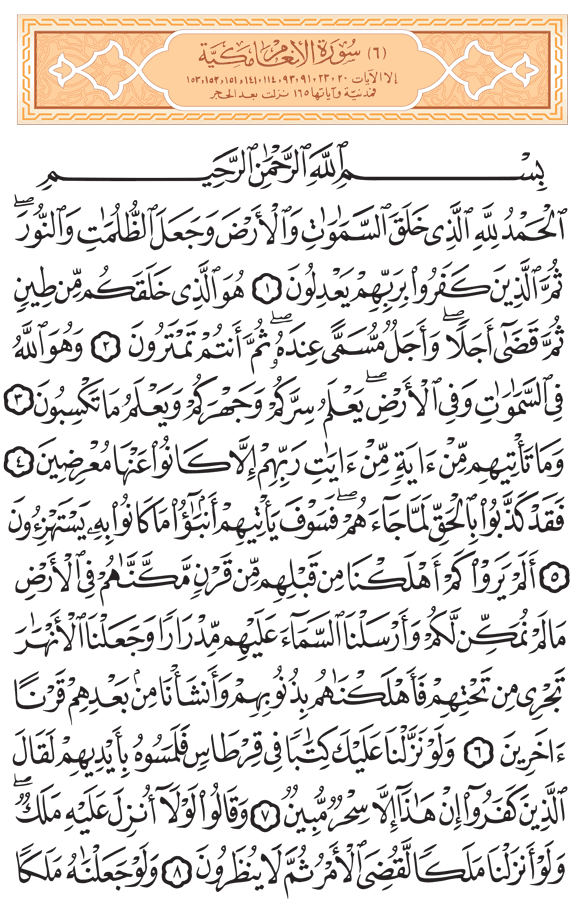 (٦) سُورَةُ الأَنْعَامِ مَكِّيَّةٌ
إلا الآيات ٢٠، ٢٣، ٩١، ٩٣، ١١٤، ١٤١، ١٥١، ١٥٢، ١٥٣
فمدنيّة وآياتها ١٦٥ نزلت بعد الحجر
بِسْمِ ٱللَّهِ ٱلرَّحْمَٰنِ ٱلرَّحِيمِ
ٱلْحَمْدُ لِلَّهِ ٱلَّذِى خَلَقَ ٱلسَّمَٰوَٰتِ وَٱلْأَرْضَ وَجَعَلَ ٱلظُّلُمَٰتِ وَٱلنُّورَ ۖ
ثُمَّ ٱلَّذِينَ كَفَرُوا۟ بِرَبِّهِمْ يَعْدِلُونَ ١ هُوَ ٱلَّذِى خَلَقَكُم مِّن طِينٍ
ثُمَّ قَضَىٰٓ أَجَلًا ۖ وَأَجَلٌ مُّسَمًّى عِندَهُۥ ۖ ثُمَّ أَنتُمْ تَمْتَرُونَ ٢ وَهُوَ ٱللَّهُ
فِى ٱلسَّمَٰوَٰتِ وَفِى ٱلْأَرْضِ ۖ يَعْلَمُ سِرَّكُمْ وَجَهْرَكُمْ وَيَعْلَمُ مَا تَكْسِبُونَ ٣
وَمَا تَأْتِيهِم مِّنْ ءَايَةٍ مِّنْ ءَايَٰتِ رَبِّهِمْ إِلَّا كَانُوا۟ عَنْهَا مُعْرِضِينَ ٤
فَقَدْ كَذَّبُوا۟ بِٱلْحَقِّ لَمَّا جَآءَهُمْ ۖ فَسَوْفَ يَأْتِيهِمْ أَنۢبَٰٓؤُا۟ مَا كَانُوا۟ بِهِۦ يَسْتَهْزِءُونَ
٥ أَلَمْ يَرَوْا۟ كَمْ أَهْلَكْنَا مِن قَبْلِهِم مِّن قَرْنٍ مَّكَّنَّٰهُمْ فِى ٱلْأَرْضِ
مَا لَمْ نُمَكِّن لَّكُمْ وَأَرْسَلْنَا ٱلسَّمَآءَ عَلَيْهِم مِّدْرَارًا وَجَعَلْنَا ٱلْأَنْهَٰرَ
تَجْرِى مِن تَحْتِهِمْ فَأَهْلَكْنَٰهُم بِذُنُوبِهِمْ وَأَنشَأْنَا مِنۢ بَعْدِهِمْ قَرْنًا
ءَاخَرِينَ ٦ وَلَوْ نَزَّلْنَا عَلَيْكَ كِتَٰبًا فِى قِرْطَاسٍ فَلَمَسُوهُ بِأَيْدِيهِمْ لَقَالَ
ٱلَّذِينَ كَفَرُوٓا۟ إِنْ هَٰذَآ إِلَّا سِحْرٌ مُّبِينٌ ٧ وَقَالُوا۟ لَوْلَآ أُنزِلَ عَلَيْهِ مَلَكٌ ۖ
وَلَوْ أَنزَلْنَا مَلَكًا لَّقُضِىَ ٱلْأَمْرُ ثُمَّ لَا يُنظَرُونَ ٨ وَلَوْ جَعَلْنَٰهُ مَلَكًا